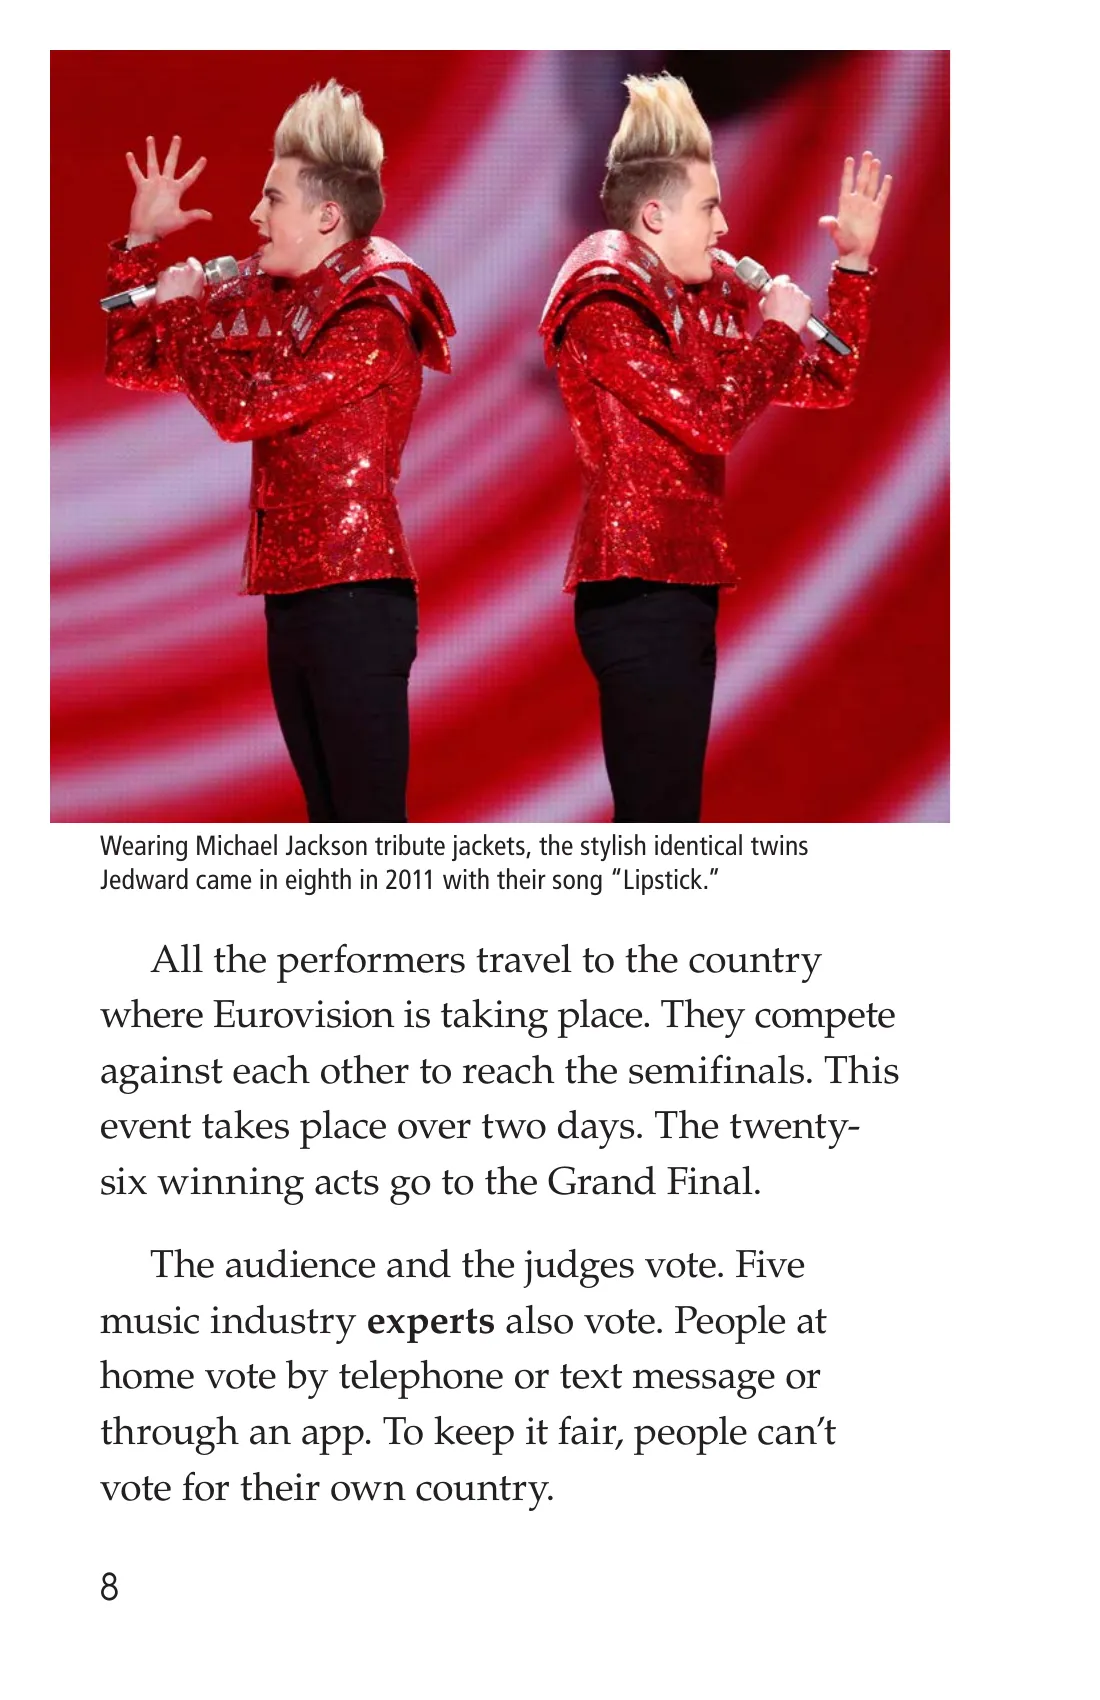 Wearing Michael Jackson tribute jackets, the stylish identical twins
Jedward came in eighth in 2011 with their song “Lipstick.”
All the performers travel to the country
where Eurovision is taking place. They compete
against each other to reach the semifinals. This
event takes place over two days. The twenty-
six winning acts go to the Grand Final.
The audience and the judges vote. Five
music industry experts also vote. People at
home vote by telephone or text message or
through an app. To keep it fair, people can’t
vote for their own country.
8